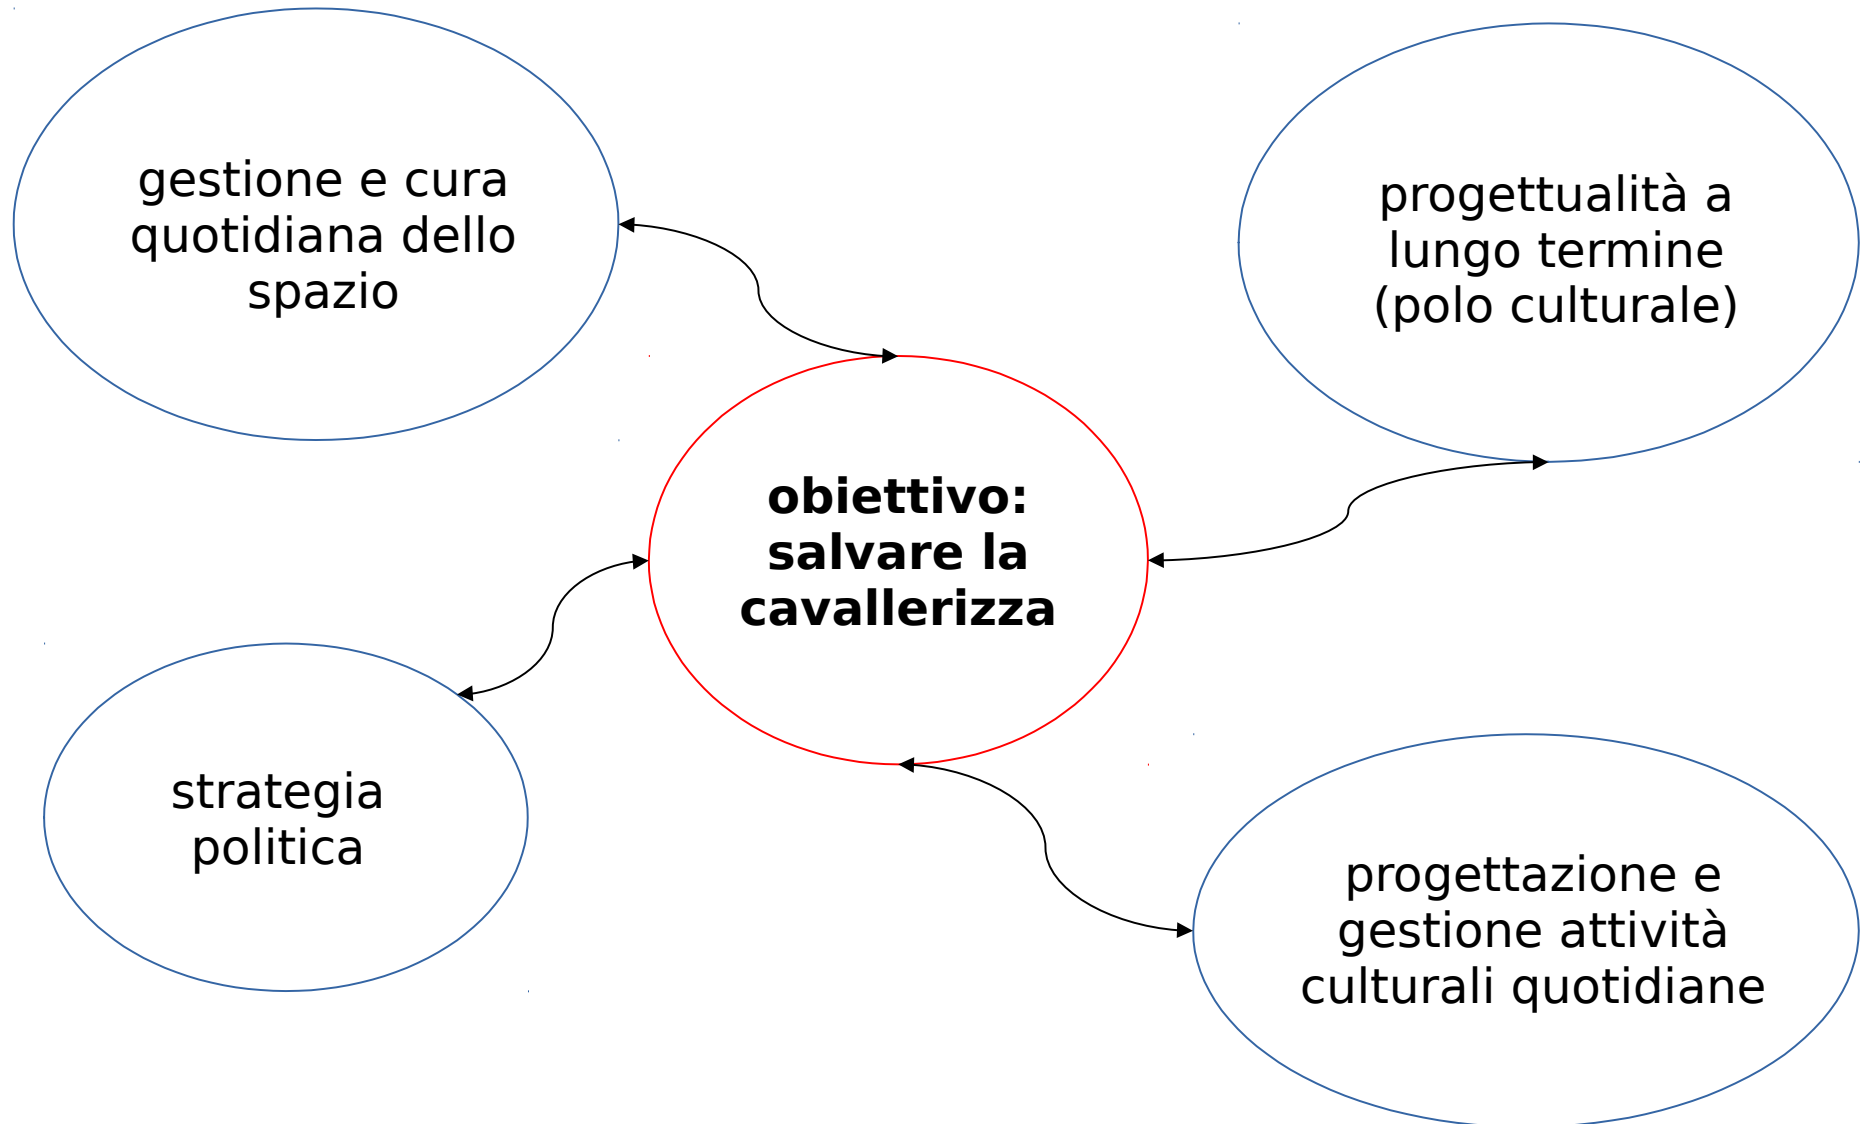 gestione e cura
quotidiana dello
spazio
progettualità a
lungo termine
(polo culturale)
obiettivo:
salvare la
cavallerizza
strategia
politica
progettazione e
gestione attività
culturali quotidiane